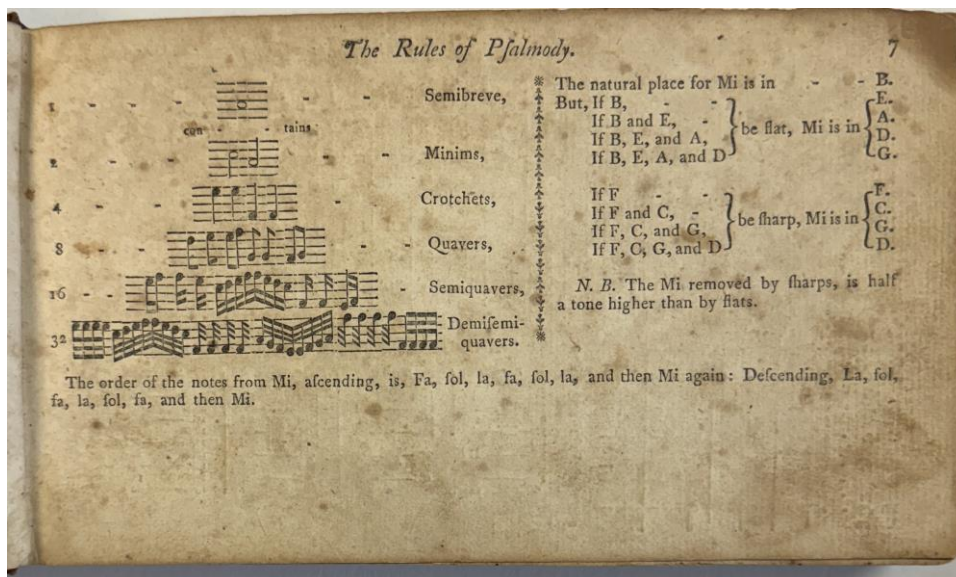 The Rules of Pſalmody.
7
1 - - - - - - Semibreve,
con - - tains
2 - - - - - Minims,
4 - - - - Crotchets,
8 - - - - Quavers,
16 - - - Semiquavers,
32 Demiſemi-
quavers.
The natural place for Mi is in - - B.
But, If B, - - E.
If B and E, - A.
be flat, Mi is in
If B, E, and A, D.
If B, E, A, and D G.
If F - - F.
If F and C, - C.
be ſharp, Mi is in
If F, C, and G, G.
If F, C, G, and D D.
N. B. The Mi removed by ſharps, is half
a tone higher than by flats.
The order of the notes from Mi, aſcending, is, Fa, ſol, la, fa, ſol, la, and then Mi again: Deſcending, La, ſol,
fa, la, ſol, fa, and then Mi.